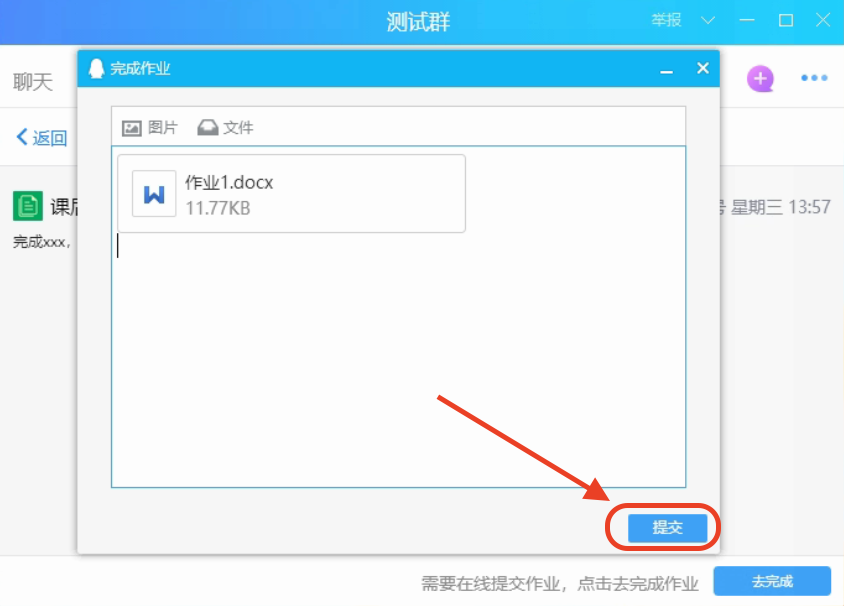 测试群
举报
完成作业
聊天
图片 文件
返回
作业1.docx
11.77KB
星期三 13:57
完成xxx,
提交
需要在线提交作业，点击去完成作业
去完成